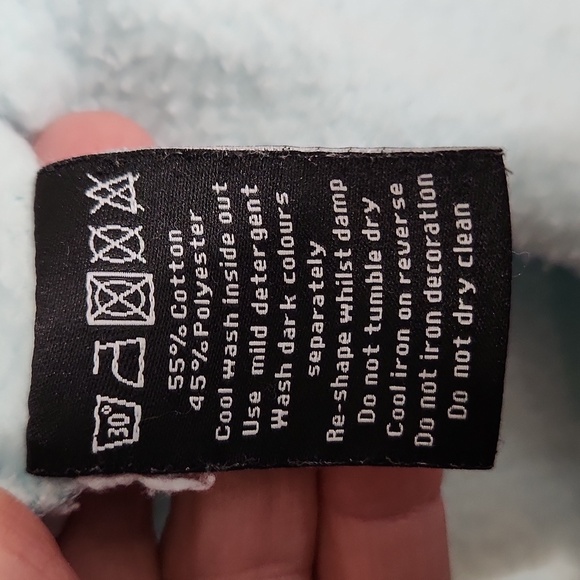 30°
55% Cotton
45% Polyester
Cool wash inside out
Use mild detergent
Wash dark colours
separately
Re-shape whilst damp
Do not tumble dry
Cool iron on reverse
Do not iron decoration
Do not dry clean